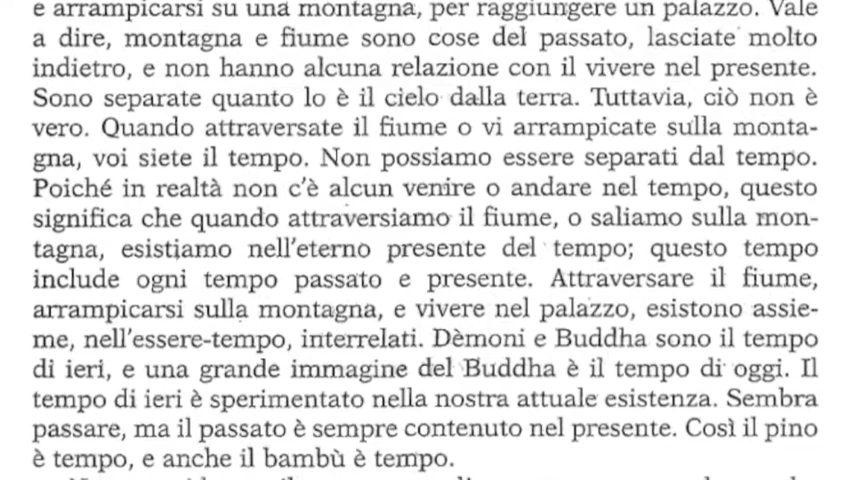 e arrampicarsi su una montagna, per raggiungere un palazzo. Vale
a dire, montagna e fiume sono cose del passato, lasciate molto
indietro, e non hanno alcuna relazione con il vivere nel presente.
Sono separate quanto lo è il cielo dalla terra. Tuttavia, ciò non è
vero. Quando attraversate il fiume o vi arrampicate sulla monta-
gna, voi siete il tempo. Non possiamo essere separati dal tempo.
Poiché in realtà non c'è alcun venire o andare nel tempo, questo
significa che quando attraversiamo il fiume, o saliamo sulla mon-
tagna, esistiamo nell'eterno presente del tempo; questo tempo
include ogni tempo passato e presente. Attraversare il fiume,
arrampicarsi sulla montagna, e vivere nel palazzo, esistono assie-
me, nell'essere-tempo, interrelati. Dèmoni e Buddha sono il tempo
di ieri, e una grande immagine del Buddha è il tempo di oggi. Il
tempo di ieri è sperimentato nella nostra attuale esistenza. Sembra
passare, ma il passato è sempre contenuto nel presente. Così il pino
è tempo, e anche il bambù è tempo.